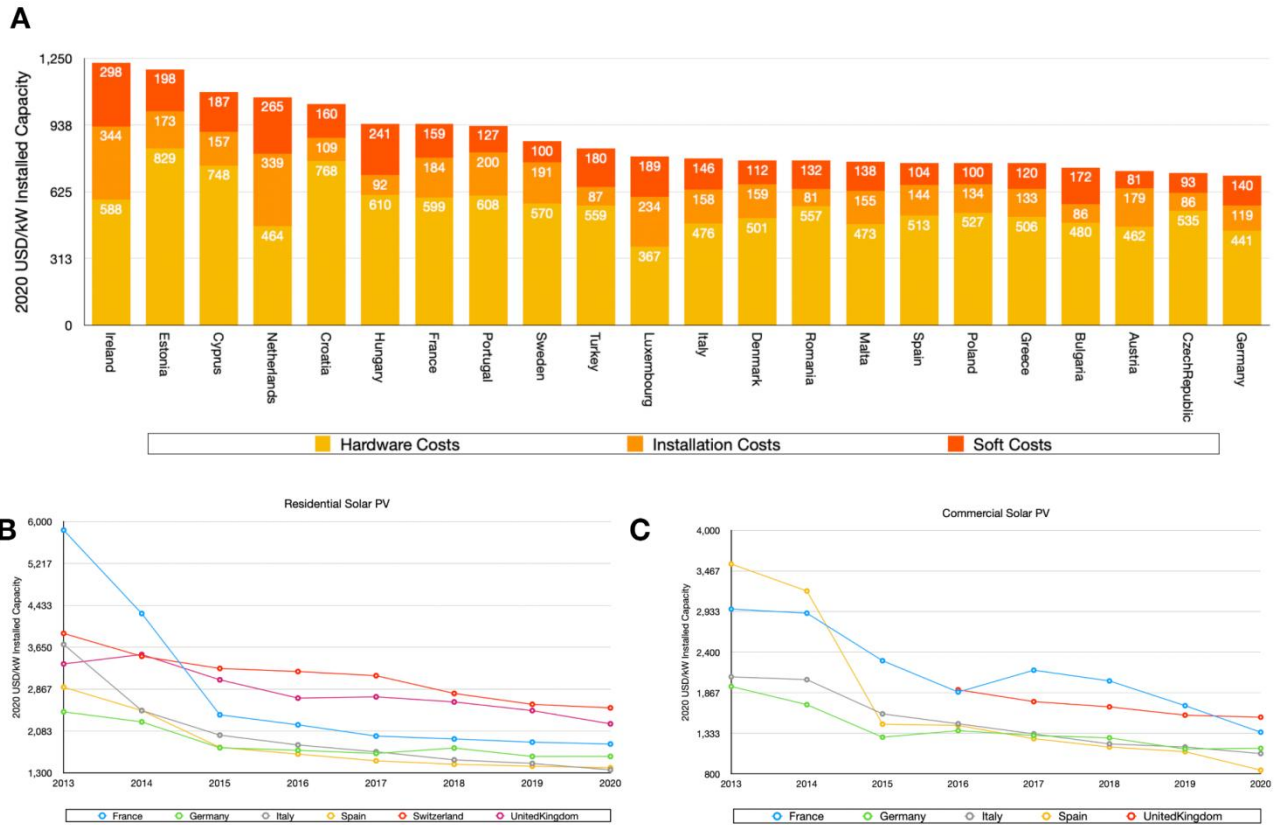 A
2020 USD/kW Installed Capacity
1,250
938
625
313
0
298 198 187 265 160 241 159 127 100 180 189 146 112 132 138 104 100 120 172 81 93 140
344 173 157 339 109 92 184 200 191 87 234 158 159 81 155 144 134 133 86 179 86 119
588 829 748 464 768 610 599 608 570 559 367 476 501 557 473 513 527 506 480 462 535 441
Ireland Estonia Cyprus Netherlands Croatia Hungary France Portugal Sweden Turkey Luxembourg Italy Denmark Romania Malta Spain Poland Greece Bulgaria Austria CzechRepublic Germany
Hardware Costs Installation Costs Soft Costs
B
Residential Solar PV
2020 USD/kW Installed Capacity
6,000
5,217
4,433
3,650
2,867
2,083
1,300
2013 2014 2015 2016 2017 2018 2019 2020
France Germany Italy Spain Switzerland UnitedKingdom
C
Commercial Solar PV
2020 USD/kW Installed Capacity
4,000
3,467
2,933
2,400
1,867
1,333
800
2013 2014 2015 2016 2017 2018 2019 2020
France Germany Italy Spain UnitedKingdom